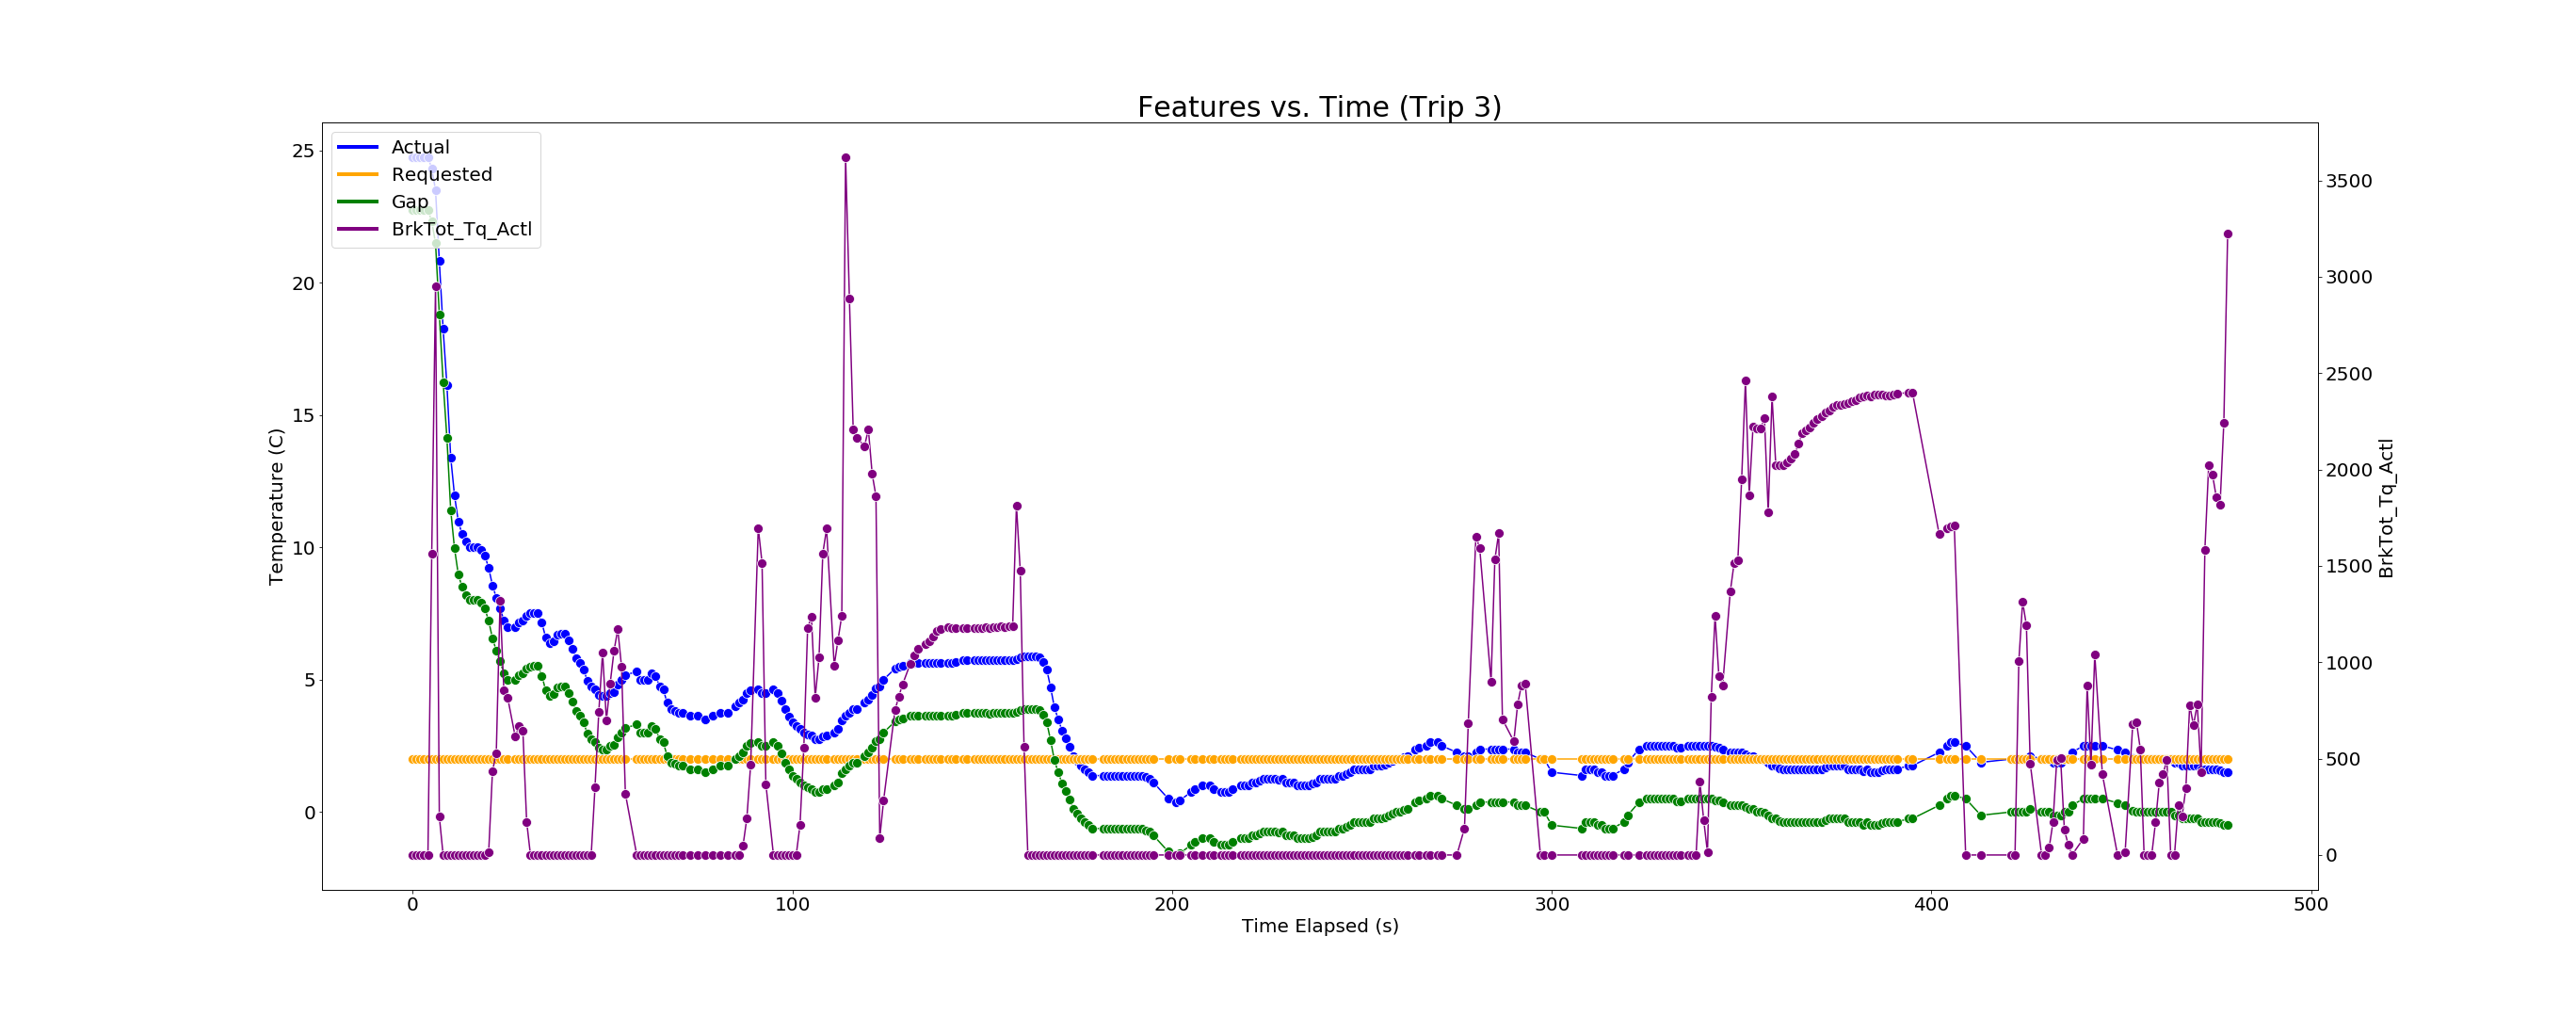 Features vs. Time (Trip 3)
Actual
Requested
Gap
BrkTot_Tq_Actl
25
20
15
10
5
0
Temperature (C)
3500
3000
2500
2000
1500
1000
500
0
BrkTot_Tq_Actl
0 100 200 300 400 500
Time Elapsed (s)